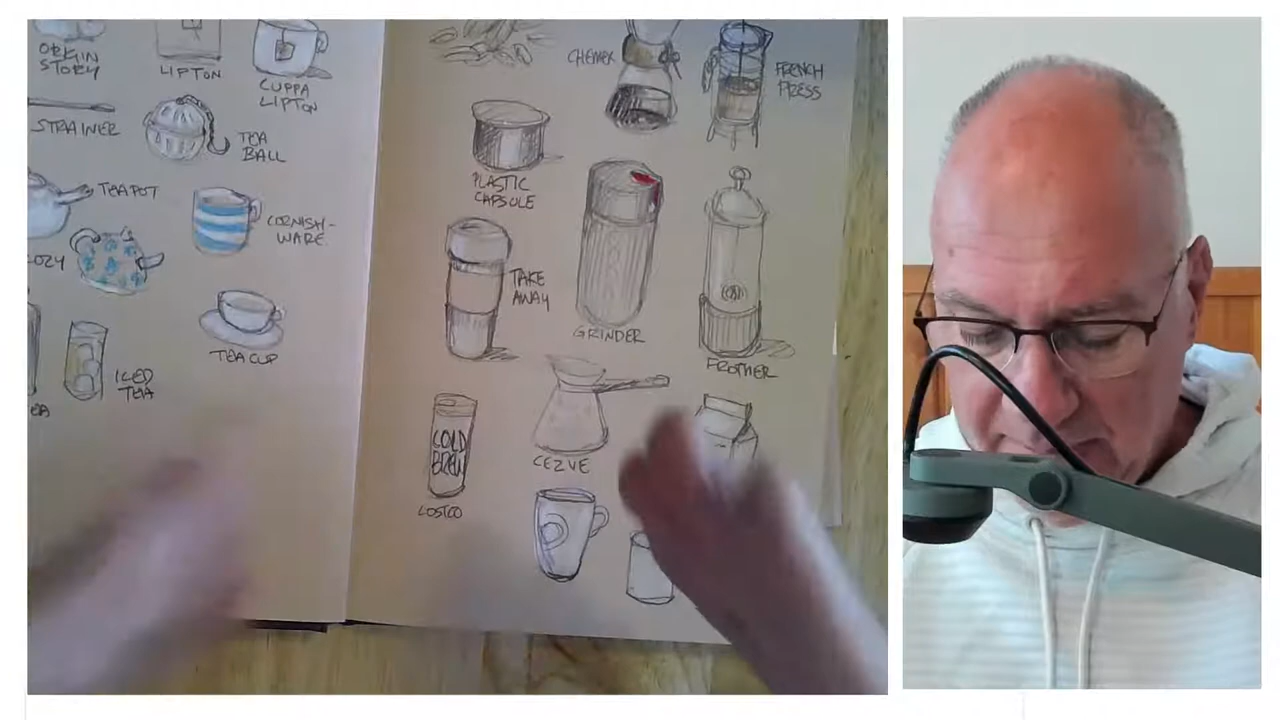 ORIGIN
STORY
LIPTON
CUPPA
LIPTON
STRAINER
TEA
BALL
TEAPOT
CORNISH-
WARE
COZY
TEA CUP
ICED
TEA
CHEMEX
FRENCH
PRESS
PLASTIC
CAPSULE
TAKE
AWAY
GRINDER
FROTHER
COLD
BREW
COSTCO
CEZVE